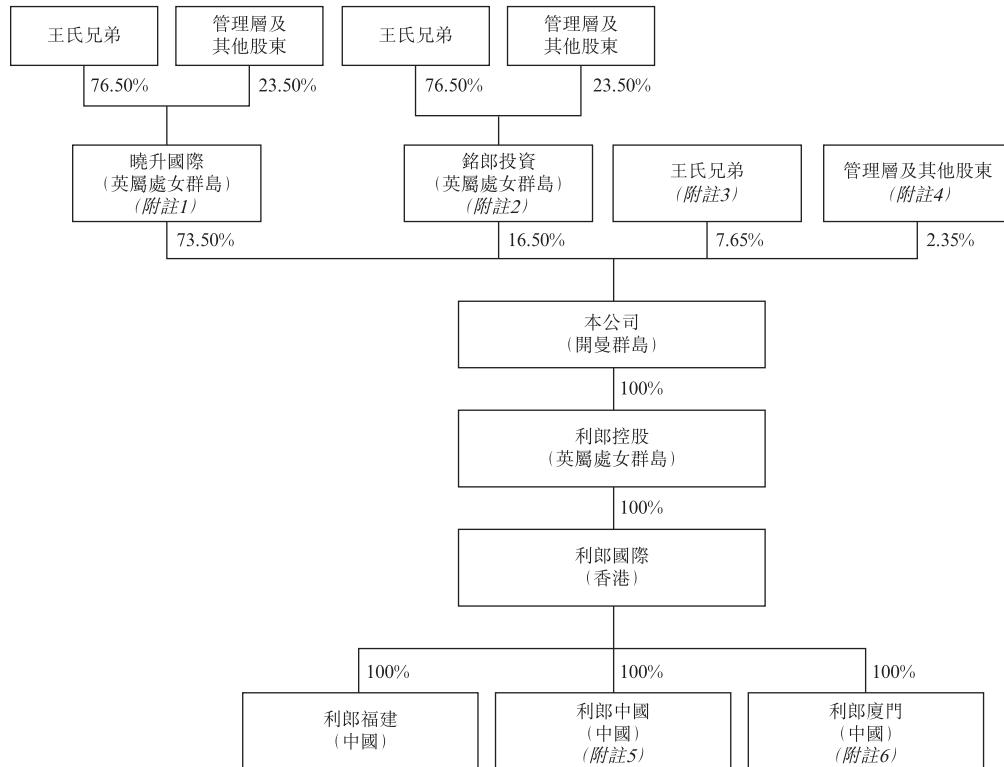 王氏兄弟
管理層及
其他股東
王氏兄弟
管理層及
其他股東
76.50%
23.50%
76.50%
23.50%
曉升國際
（英屬處女群島）
（附註1）
銘郎投資
（英屬處女群島）
（附註2）
王氏兄弟
（附註3）
管理層及其他股東
（附註4）
73.50%
16.50%
7.65%
2.35%
本公司
（開曼群島）
100%
利郎控股
（英屬處女群島）
100%
利郎國際
（香港）
100%
100%
100%
利郎福建
（中國）
利郎中國
（中國）
（附註5）
利郎廈門
（中國）
（附註6）